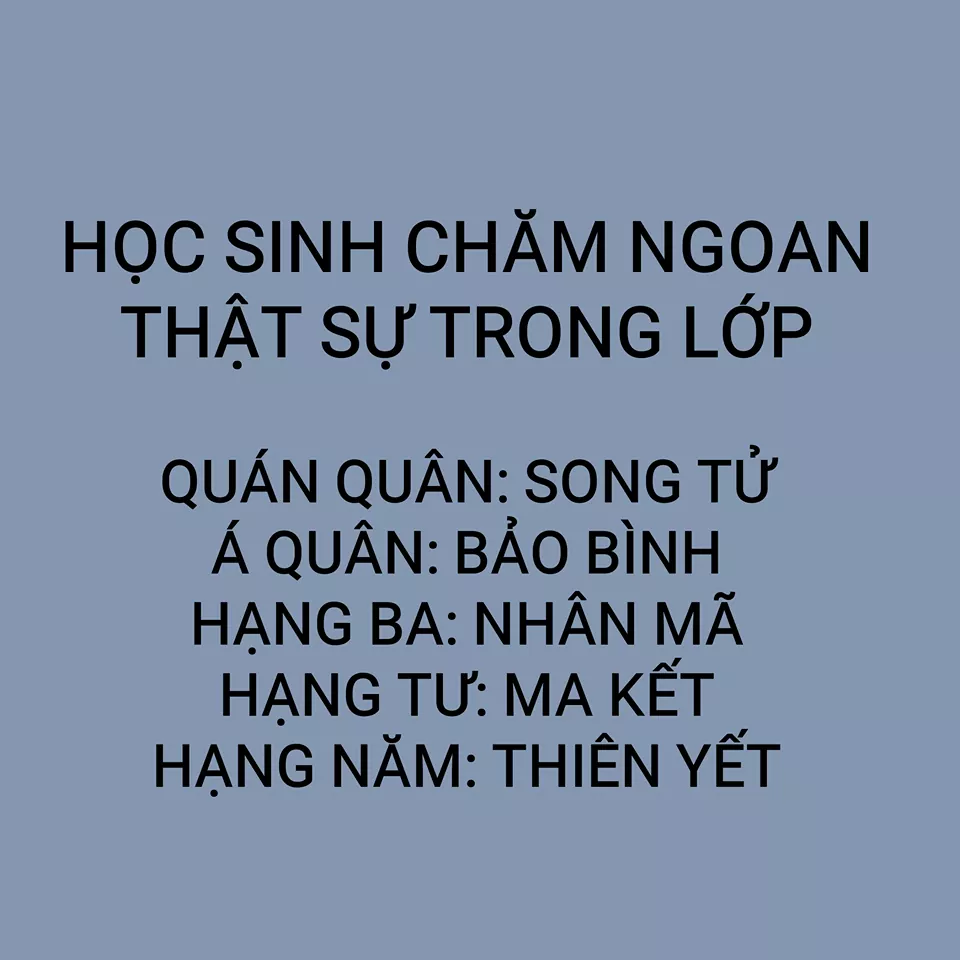 HỌC SINH CHĂM NGOAN
THẬT SỰ TRONG LỚP
QUÁN QUÂN: SONG TỬ
Á QUÂN: BẢO BÌNH
HẠNG BA: NHÂN MÃ
HẠNG TƯ: MA KẾT
HẠNG NĂM: THIÊN YẾT